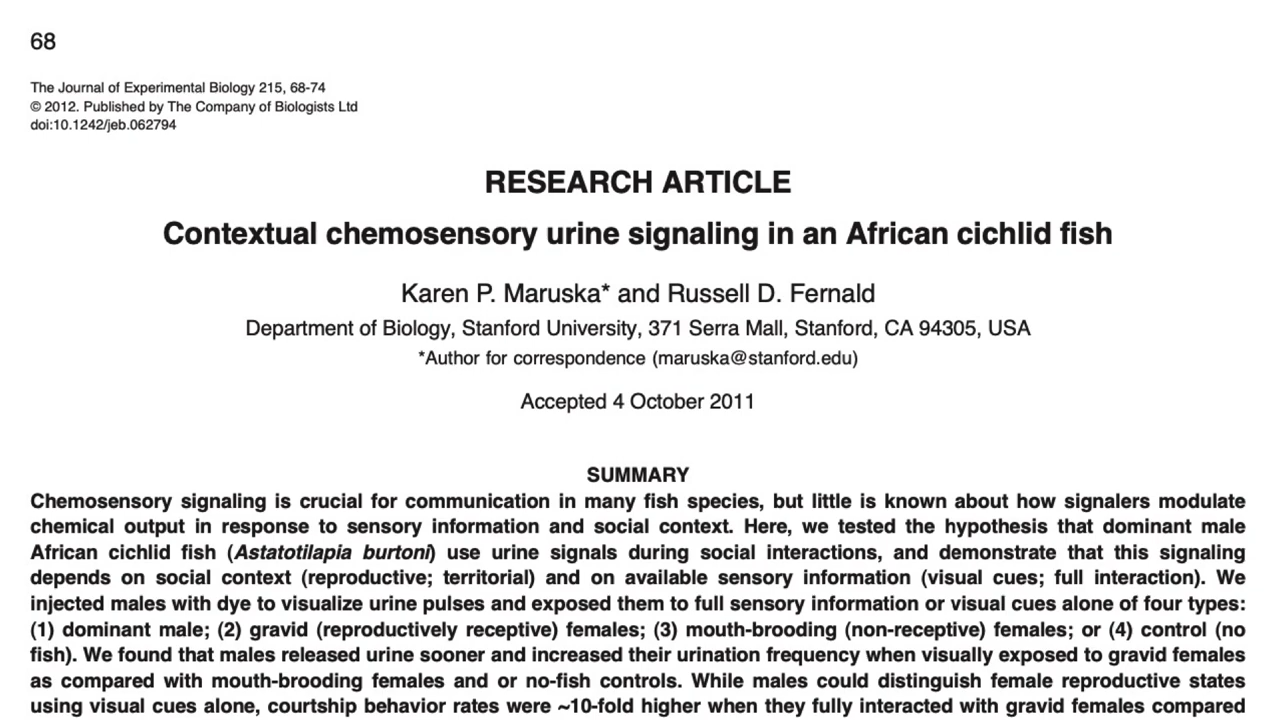 68
The Journal of Experimental Biology 215, 68-74
© 2012. Published by The Company of Biologists Ltd
doi:10.1242/jeb.062794
RESEARCH ARTICLE
Contextual chemosensory urine signaling in an African cichlid fish
Karen P. Maruska* and Russell D. Fernald
Department of Biology, Stanford University, 371 Serra Mall, Stanford, CA 94305, USA
*Author for correspondence (maruska@stanford.edu)
Accepted 4 October 2011
SUMMARY
Chemosensory signaling is crucial for communication in many fish species, but little is known about how signalers modulate
chemical output in response to sensory information and social context. Here, we tested the hypothesis that dominant male
African cichlid fish (Astatotilapia burtoni) use urine signals during social interactions, and demonstrate that this signaling
depends on social context (reproductive; territorial) and on available sensory information (visual cues; full interaction). We
injected males with dye to visualize urine pulses and exposed them to full sensory information or visual cues alone of four types:
(1) dominant male; (2) gravid (reproductively receptive) females; (3) mouth-brooding (non-receptive) females; or (4) control (no
fish). We found that males released urine sooner and increased their urination frequency when visually exposed to gravid females
as compared with mouth-brooding females and or no-fish controls. While males could distinguish female reproductive states
using visual cues alone, courtship behavior rates were ~10-fold higher when they fully interacted with gravid females compared